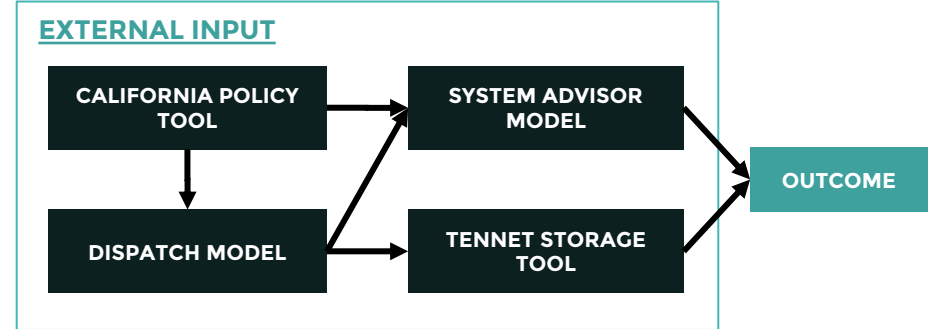 EXTERNAL INPUT
CALIFORNIA POLICY
TOOL
SYSTEM ADVISOR
MODEL
OUTCOME
DISPATCH MODEL
TENNET STORAGE
TOOL